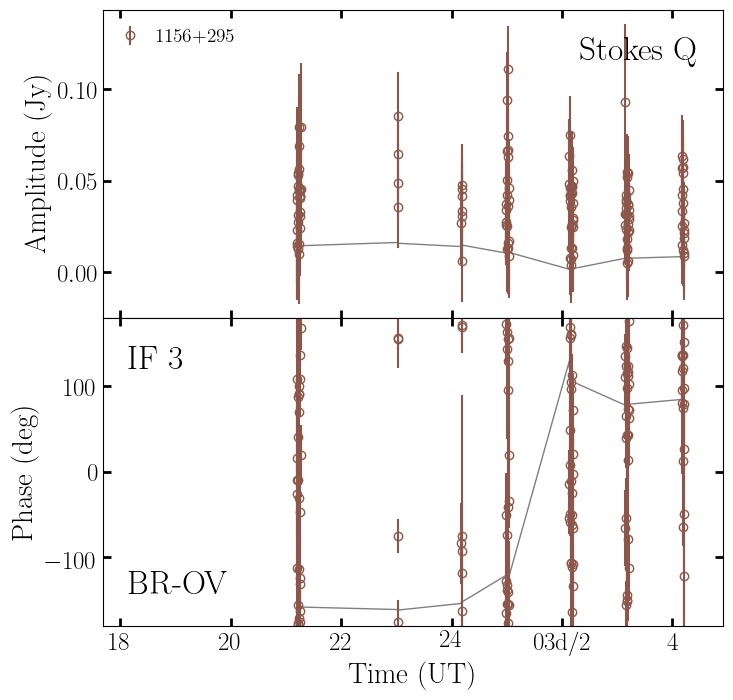 1156+295
Stokes Q
0.10
0.05
0.00
Amplitude (Jy)
IF 3
100
0
−100
Phase (deg)
BR-OV
18 20 22 24 03d/2 4
Time (UT)